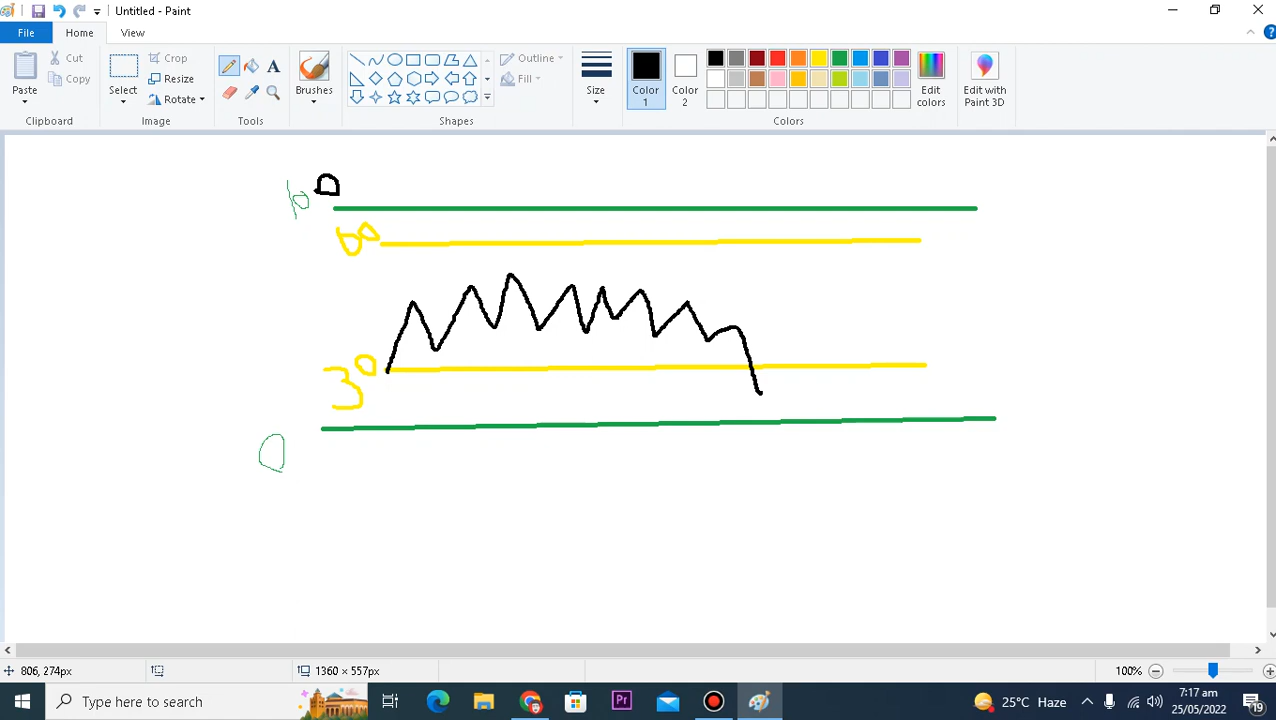 Untitled - Paint
File Home View
Paste Cut Copy Select Crop Resize Rotate Brushes Outline Fill Size Color 1 Color 2 Edit colors Edit with Paint 3D
Clipboard Image Tools Shapes Colors
80
30
0
806, 274px 1360 × 557px 100%
Type here to search 25°C Haze 7:17 am 25/05/2022 19